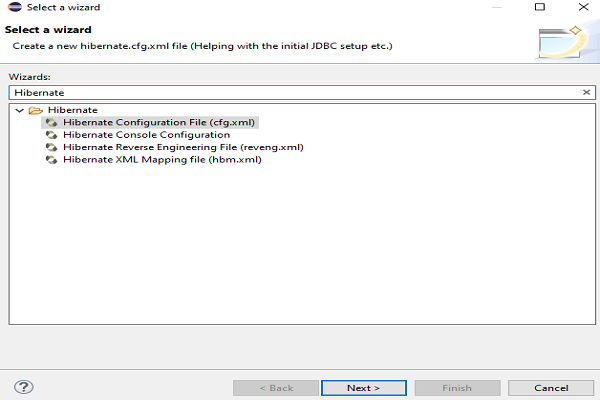 Select a wizard
Select a wizard
Create a new hibernate.cfg.xml file (Helping with the initial JDBC setup etc.)
Wizards:
Hibernate
Hibernate
Hibernate Configuration File (cfg.xml)
Hibernate Console Configuration
Hibernate Reverse Engineering File (reveng.xml)
Hibernate XML Mapping file (hbm.xml)
< Back Next > Finish Cancel